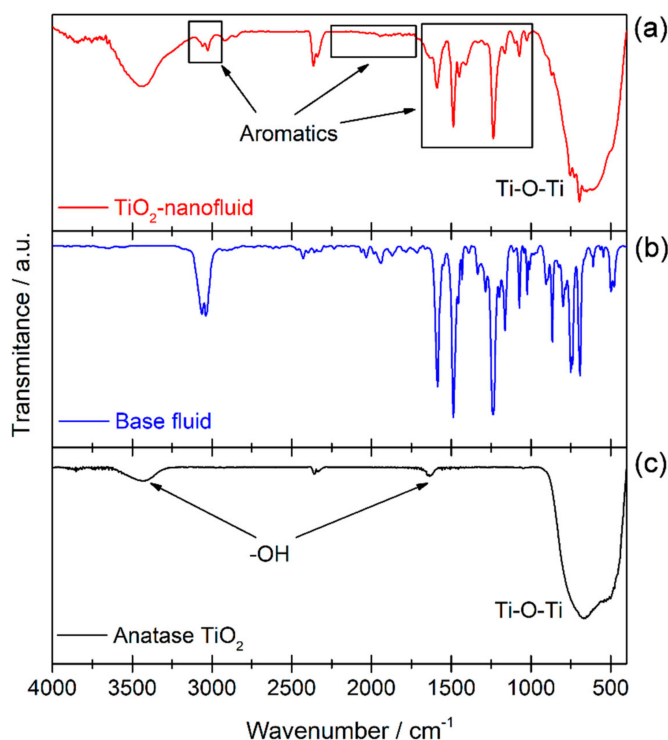 (a)
Aromatics
Ti-O-Ti
TiO₂-nanofluid
(b)
Base fluid
(c)
-OH
Ti-O-Ti
Anatase TiO₂
Transmitance / a.u.
4000 3500 3000 2500 2000 1500 1000 500
Wavenumber / cm⁻¹